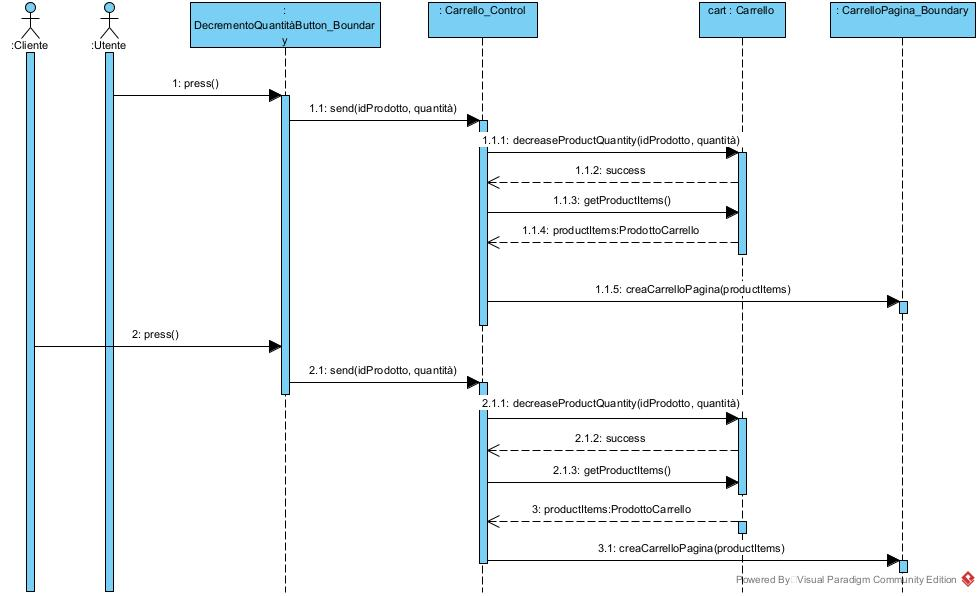 :
DecrementoQuantitàButton_Boundar
y
: Carrello_Control
cart : Carrello
: CarrelloPagina_Boundary
:Cliente
:Utente
1: press()
1.1: send(idProdotto, quantità)
1.1.1: decreaseProductQuantity(idProdotto, quantità)
1.1.2: success
1.1.3: getProductItems()
1.1.4: productItems:ProdottoCarrello
1.1.5: creaCarrelloPagina(productItems)
2: press()
2.1: send(idProdotto, quantità)
2.1.1: decreaseProductQuantity(idProdotto, quantità)
2.1.2: success
2.1.3: getProductItems()
3: productItems:ProdottoCarrello
3.1: creaCarrelloPagina(productItems)
Powered By Visual Paradigm Community Edition